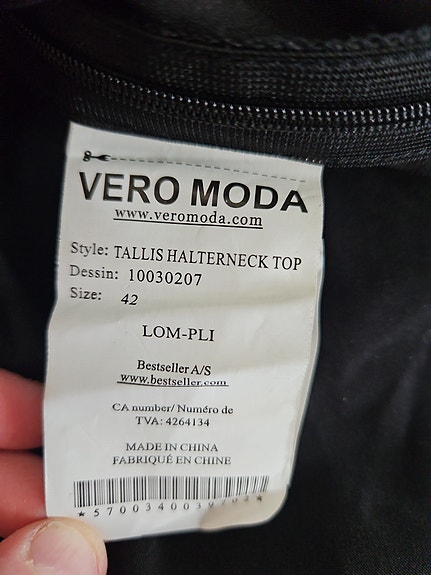 VERO MODA
www.veromoda.com
Style: TALLIS HALTERNECK TOP
Dessin: 10030207
Size: 42
LOM-PLI
Bestseller A/S
www.bestseller.com
CA number/ Numéro de
TVA: 4264134
MADE IN CHINA
FABRIQUÉ EN CHINE